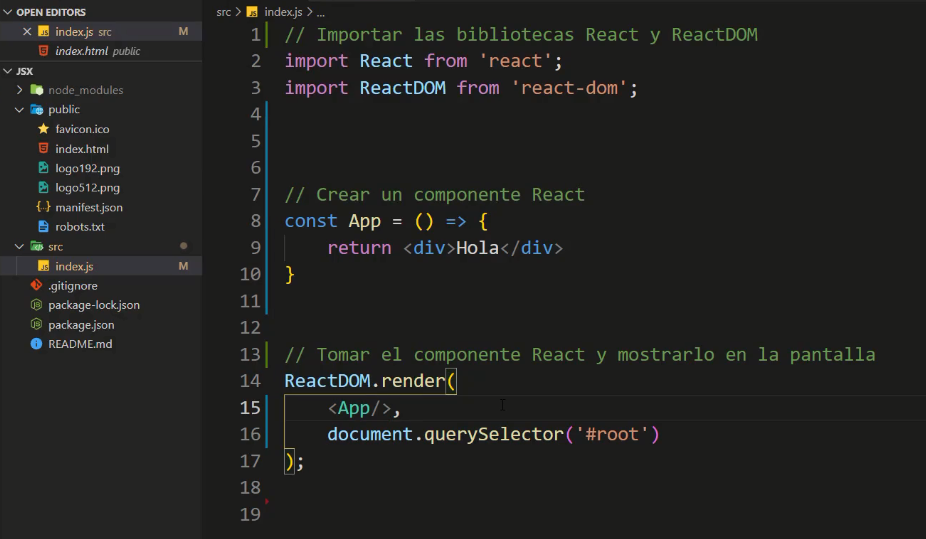 OPEN EDITORS
index.js src M
index.html public
JSX
node_modules
public
favicon.ico
index.html
logo192.png
logo512.png
manifest.json
robots.txt
src
index.js M
.gitignore
package-lock.json
package.json
README.md
src > index.js > ...
1 // Importar las bibliotecas React y ReactDOM
2 import React from 'react';
3 import ReactDOM from 'react-dom';
4
5
6
7 // Crear un componente React
8 const App = () => {
9 return <div>Hola</div>
10 }
11
12
13 // Tomar el componente React y mostrarlo en la pantalla
14 ReactDOM.render(
15 <App/>,
16 document.querySelector('#root')
17 );
18
19